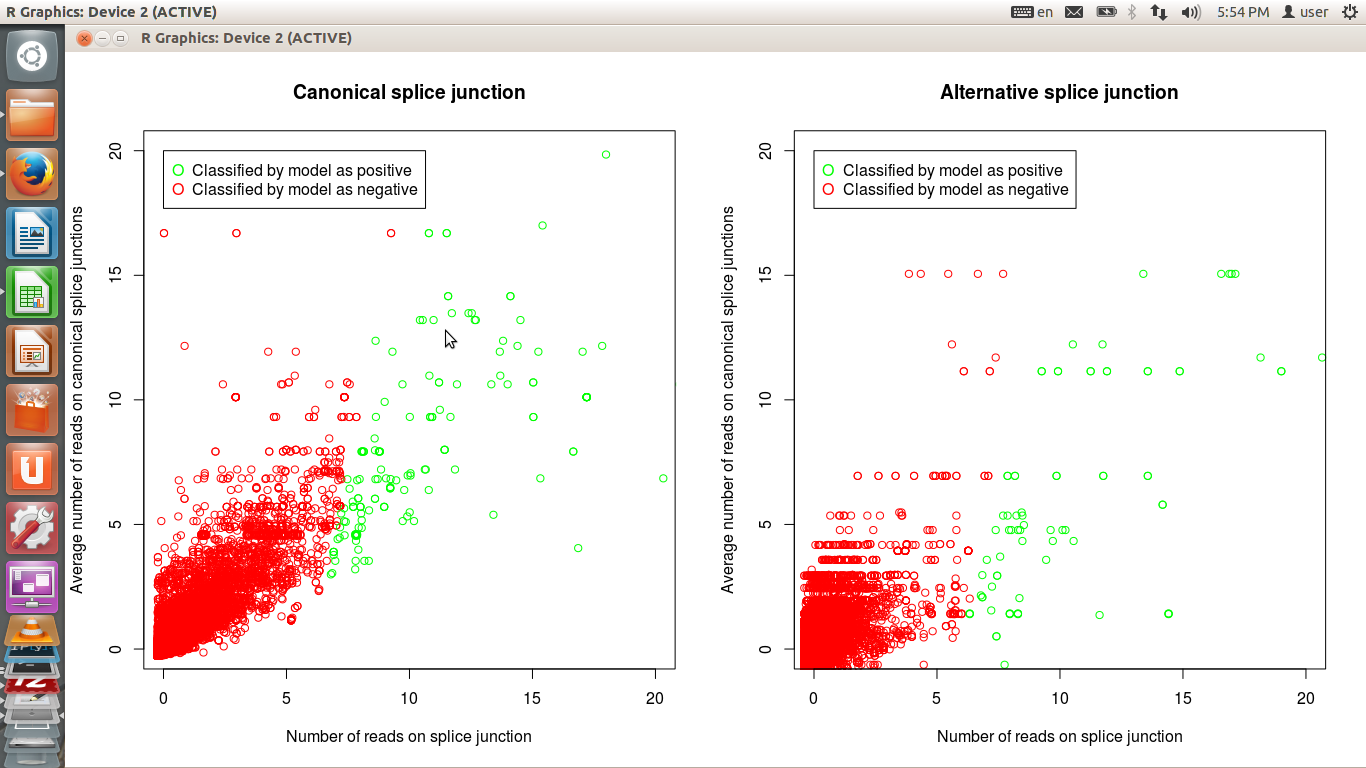 R Graphics: Device 2 (ACTIVE)
en
5:54 PM
user
R Graphics: Device 2 (ACTIVE)
Canonical splice junction
Classified by model as positive
Classified by model as negative
Average number of reads on canonical splice junctions
20
15
10
5
0
0 5 10 15 20
Number of reads on splice junction
Alternative splice junction
Classified by model as positive
Classified by model as negative
Average number of reads on canonical splice junctions
20
15
10
5
0
0 5 10 15 20
Number of reads on splice junction